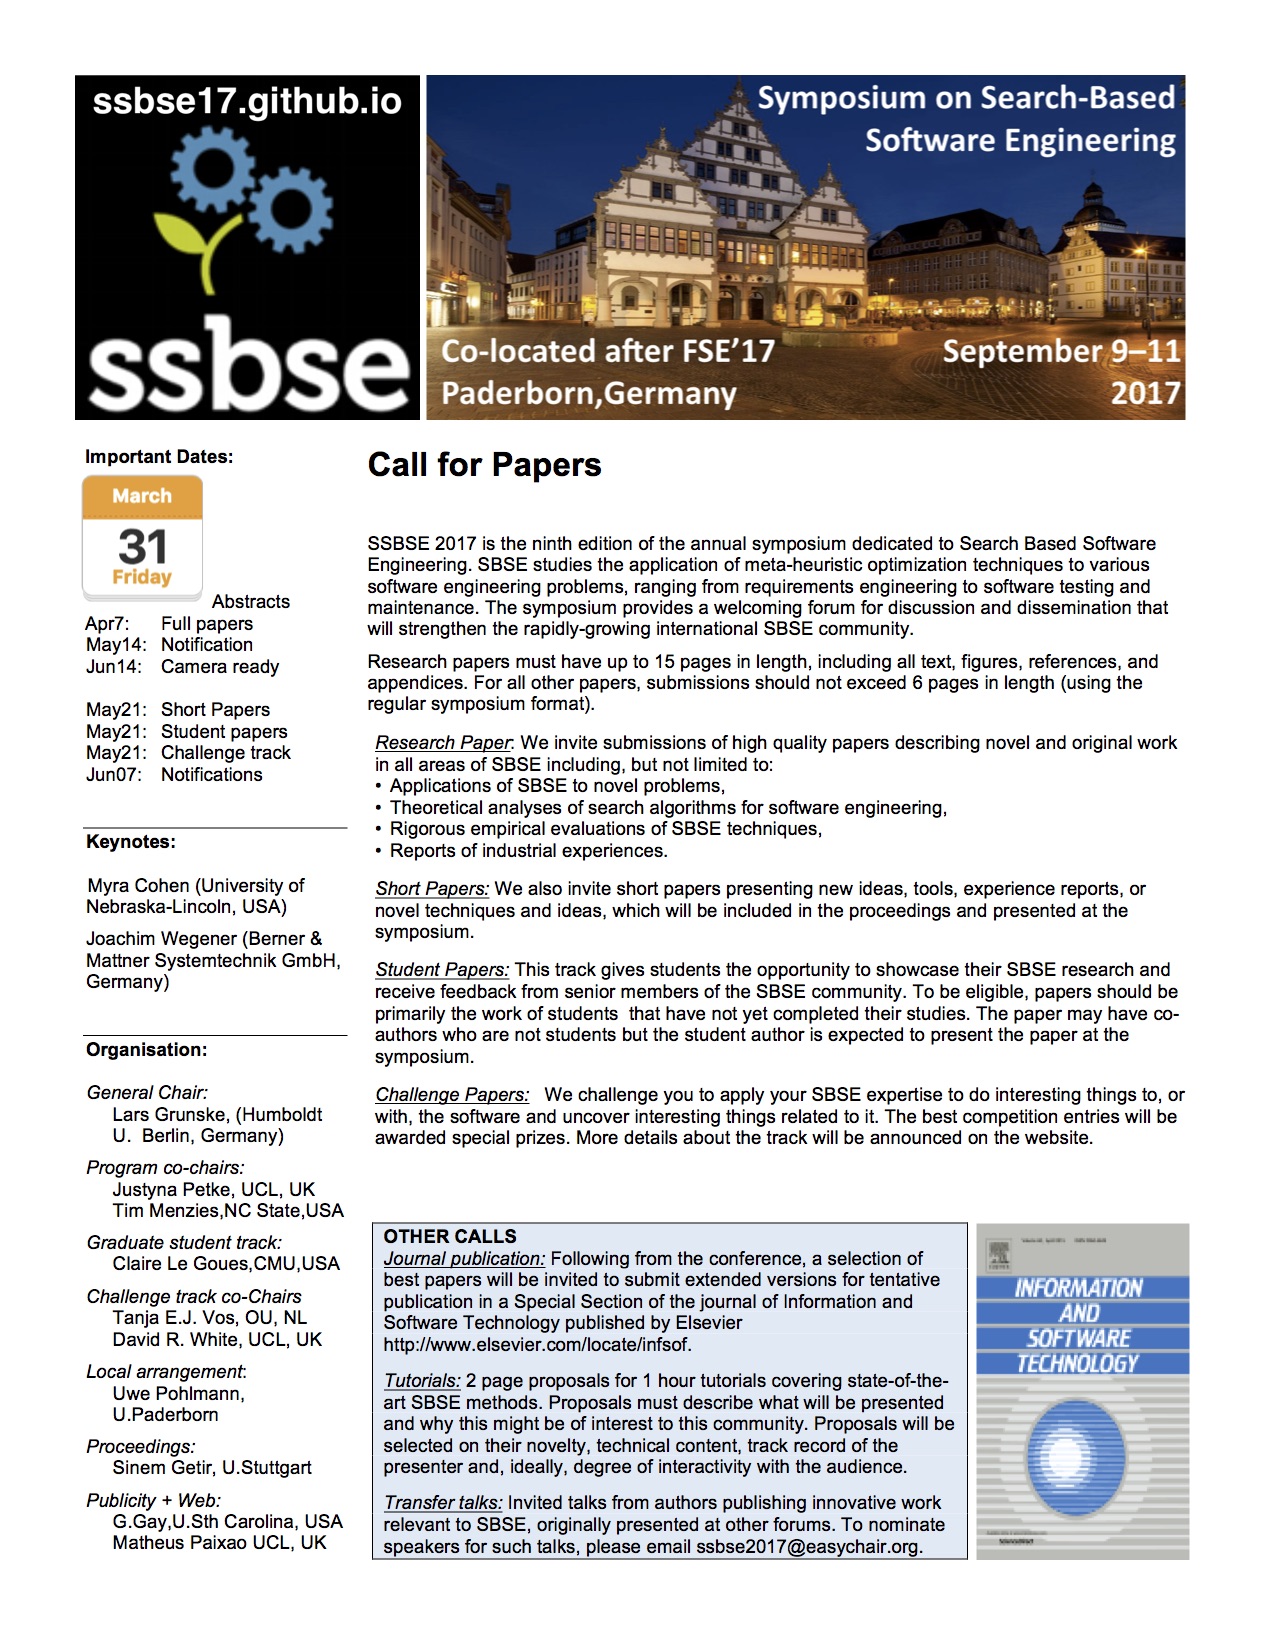 ssbse17.github.io
ssbse
Symposium on Search-Based
Software Engineering
Co-located after FSE’17
Paderborn,Germany
September 9–11
2017
Important Dates:
March
31
Friday
Abstracts
Apr7: Full papers
May14: Notification
Jun14: Camera ready
May21: Short Papers
May21: Student papers
May21: Challenge track
Jun07: Notifications
Keynotes:
Myra Cohen (University of
Nebraska-Lincoln, USA)
Joachim Wegener (Berner &
Mattner Systemtechnik GmbH,
Germany)
Organisation:
General Chair:
Lars Grunske, (Humboldt
U. Berlin, Germany)
Program co-chairs:
Justyna Petke, UCL, UK
Tim Menzies,NC State,USA
Graduate student track:
Claire Le Goues,CMU,USA
Challenge track co-Chairs
Tanja E.J. Vos, OU, NL
David R. White, UCL, UK
Local arrangement:
Uwe Pohlmann,
U.Paderborn
Proceedings:
Sinem Getir, U.Stuttgart
Publicity + Web:
G.Gay,U.Sth Carolina, USA
Matheus Paixao UCL, UK
Call for Papers
SSBSE 2017 is the ninth edition of the annual symposium dedicated to Search Based Software
Engineering. SBSE studies the application of meta-heuristic optimization techniques to various
software engineering problems, ranging from requirements engineering to software testing and
maintenance. The symposium provides a welcoming forum for discussion and dissemination that
will strengthen the rapidly-growing international SBSE community.
Research papers must have up to 15 pages in length, including all text, figures, references, and
appendices. For all other papers, submissions should not exceed 6 pages in length (using the
regular symposium format).
Research Paper: We invite submissions of high quality papers describing novel and original work
in all areas of SBSE including, but not limited to:
• Applications of SBSE to novel problems,
• Theoretical analyses of search algorithms for software engineering,
• Rigorous empirical evaluations of SBSE techniques,
• Reports of industrial experiences.
Short Papers: We also invite short papers presenting new ideas, tools, experience reports, or
novel techniques and ideas, which will be included in the proceedings and presented at the
symposium.
Student Papers: This track gives students the opportunity to showcase their SBSE research and
receive feedback from senior members of the SBSE community. To be eligible, papers should be
primarily the work of students that have not yet completed their studies. The paper may have co-
authors who are not students but the student author is expected to present the paper at the
symposium.
Challenge Papers: We challenge you to apply your SBSE expertise to do interesting things to, or
with, the software and uncover interesting things related to it. The best competition entries will be
awarded special prizes. More details about the track will be announced on the website.
OTHER CALLS
Journal publication: Following from the conference, a selection of
best papers will be invited to submit extended versions for tentative
publication in a Special Section of the journal of Information and
Software Technology published by Elsevier
http://www.elsevier.com/locate/infsof.
Tutorials: 2 page proposals for 1 hour tutorials covering state-of-the-
art SBSE methods. Proposals must describe what will be presented
and why this might be of interest to this community. Proposals will be
selected on their novelty, technical content, track record of the
presenter and, ideally, degree of interactivity with the audience.
Transfer talks: Invited talks from authors publishing innovative work
relevant to SBSE, originally presented at other forums. To nominate
speakers for such talks, please email ssbse2017@easychair.org.
INFORMATION
AND
SOFTWARE
TECHNOLOGY